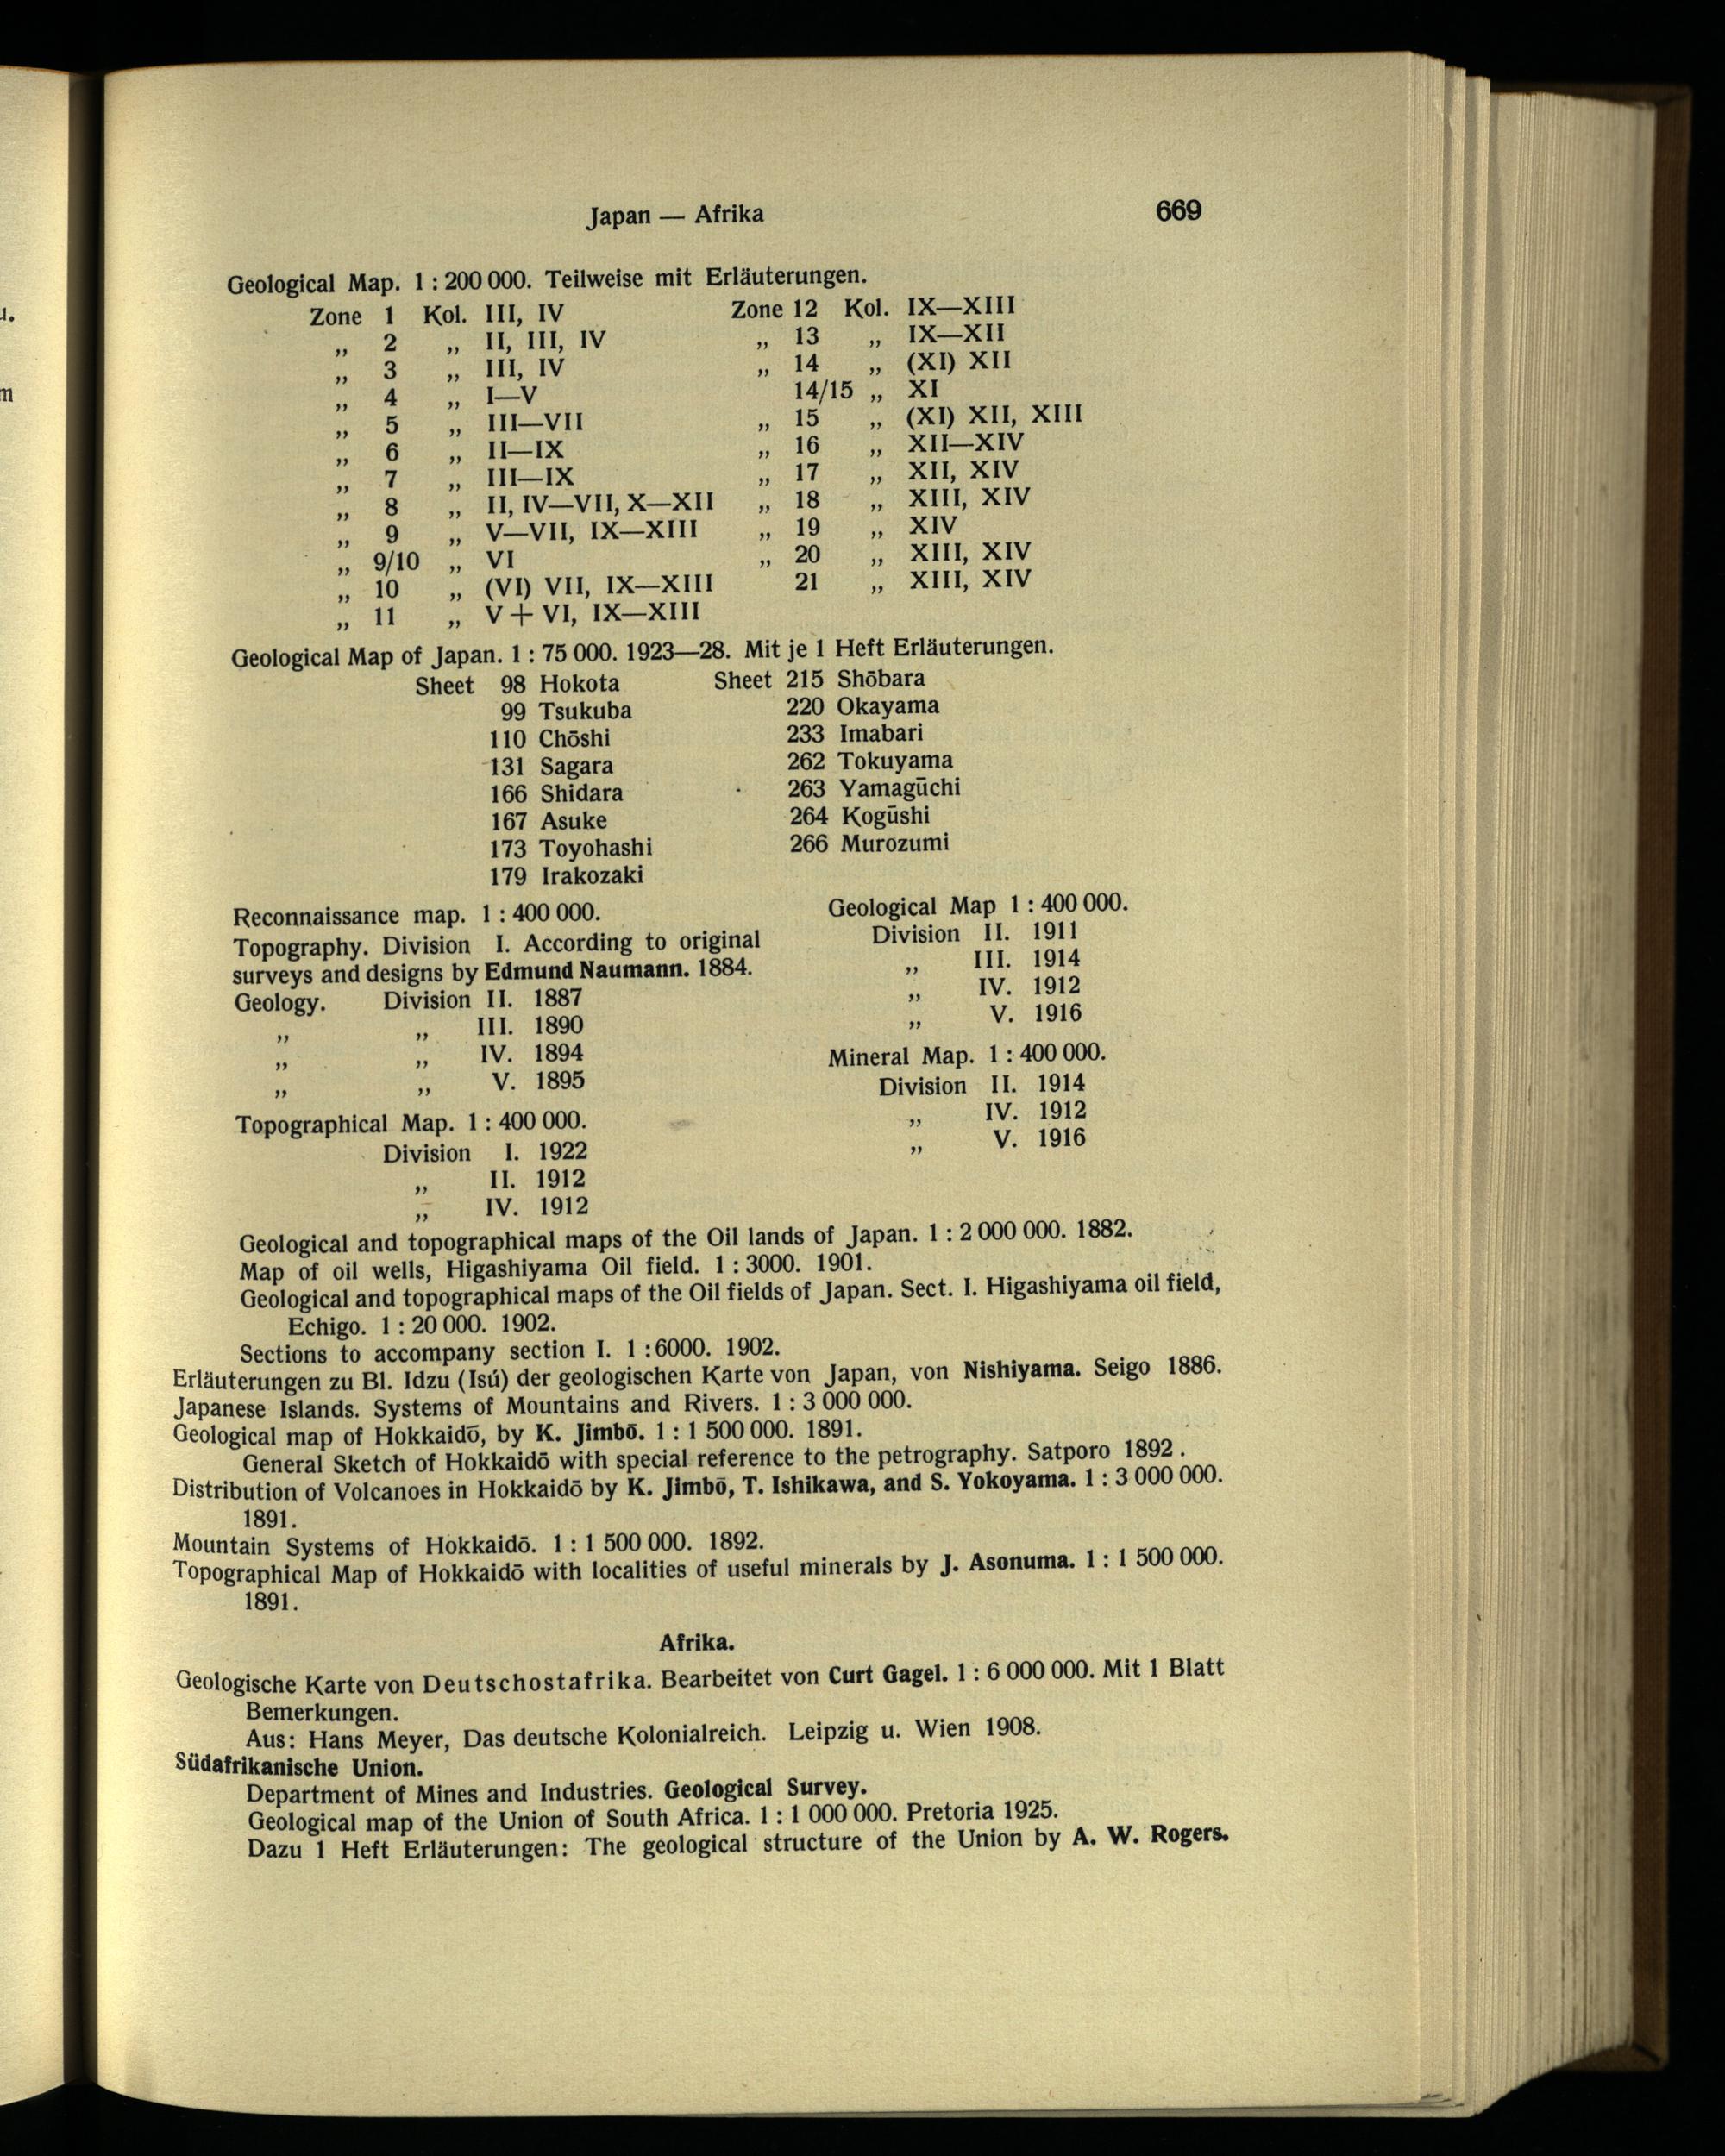 Japan — Afrika 669
Geological Map. 1 : 200 000. Teilweise mit Erläuterungen.
Zone 1 Kol. III, IV
„ 2 „ II, III, IV
„ 3 „ III, IV
„ 4 „ I—V
„ 5 „ III—VII
„ 6 „ II—IX
„ 7 „ III—IX
„ 8 „ II, IV—VII, X—XII
„ 9 „ V—VII, IX—XIII
„ 9/10 „ VI
„ 10 „ (VI) VII, IX—XIII
„ 11 „ V + VI, IX—XIII
Zone 12 Kol. IX—XIII
„ 13 „ IX—XII
„ 14 „ (XI) XII
14/15 „ XI
„ 15 „ (XI) XII, XIII
„ 16 „ XII—XIV
„ 17 „ XII, XIV
„ 18 „ XIII, XIV
„ 19 „ XIV
„ 20 „ XIII, XIV
21 „ XIII, XIV
Geological Map of Japan. 1 : 75 000. 1923—28. Mit je 1 Heft Erläuterungen.
Sheet 98 Hokota
99 Tsukuba
110 Chōshi
131 Sagara
166 Shidara
167 Asuke
173 Toyohashi
179 Irakozaki
Sheet 215 Shōbara
220 Okayama
233 Imabari
262 Tokuyama
263 Yamagūchi
264 Kogūshi
266 Murozumi
Reconnaissance map. 1 : 400 000.
Topography. Division I. According to original
surveys and designs by Edmund Naumann. 1884.
Geology. Division II. 1887
„ „ III. 1890
„ „ IV. 1894
„ „ V. 1895
Topographical Map. 1 : 400 000.
Division I. 1922
„ II. 1912
„ IV. 1912
Geological Map 1 : 400 000.
Division II. 1911
„ III. 1914
„ IV. 1912
„ V. 1916
Mineral Map. 1 : 400 000.
Division II. 1914
„ IV. 1912
„ V. 1916
Geological and topographical maps of the Oil lands of Japan. 1 : 2 000 000. 1882.
Map of oil wells, Higashiyama Oil field. 1 : 3000. 1901.
Geological and topographical maps of the Oil fields of Japan. Sect. I. Higashiyama oil field,
Echigo. 1 : 20 000. 1902.
Sections to accompany section I. 1 : 6000. 1902.
Erläuterungen zu Bl. Idzu (Isú) der geologischen Karte von Japan, von Nishiyama. Seigo 1886.
Japanese Islands. Systems of Mountains and Rivers. 1 : 3 000 000.
Geological map of Hokkaidō, by K. Jimbō. 1 : 1 500 000. 1891.
General Sketch of Hokkaidō with special reference to the petrography. Satporo 1892.
Distribution of Volcanoes in Hokkaidō by K. Jimbō, T. Ishikawa, and S. Yokoyama. 1 : 3 000 000.
1891.
Mountain Systems of Hokkaidō. 1 : 1 500 000. 1892.
Topographical Map of Hokkaidō with localities of useful minerals by J. Asonuma. 1 : 1 500 000.
1891.
Afrika.
Geologische Karte von Deutschostafrika. Bearbeitet von Curt Gagel. 1 : 6 000 000. Mit 1 Blatt
Bemerkungen.
Aus: Hans Meyer, Das deutsche Kolonialreich. Leipzig u. Wien 1908.
Südafrikanische Union.
Department of Mines and Industries. Geological Survey.
Geological map of the Union of South Africa. 1 : 1 000 000. Pretoria 1925.
Dazu 1 Heft Erläuterungen: The geological structure of the Union by A. W. Rogers.